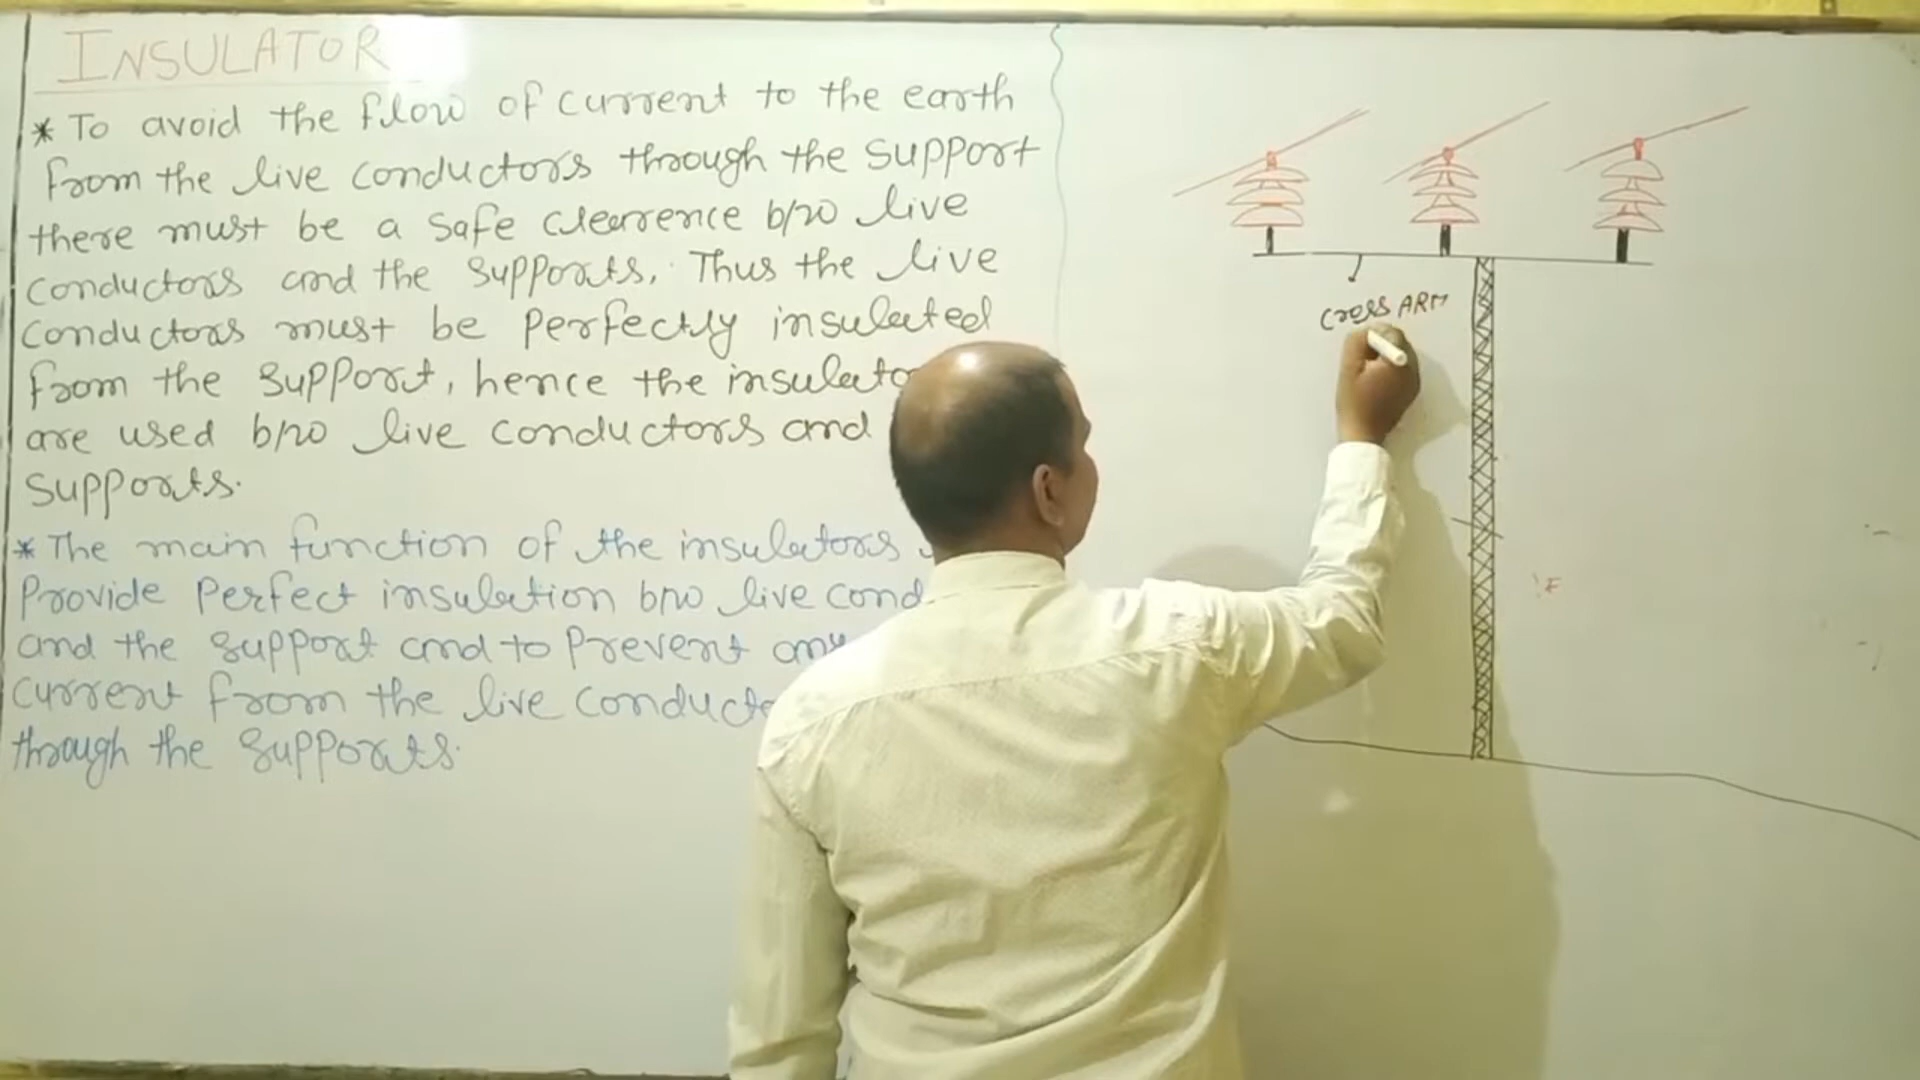 INSULATOR
* To avoid the flow of current to the earth
from the live conductors through the support
there must be a safe clearence b/w live
conductors and the supports. Thus the live
conductors must be perfectly insulated
from the support, hence the
are used b/w live conductors and
supports.
* The main function of the insulators
Provide Perfect insulation b/w live
and the support and to prevent any
current from the live
through the supports.
Cross ARM